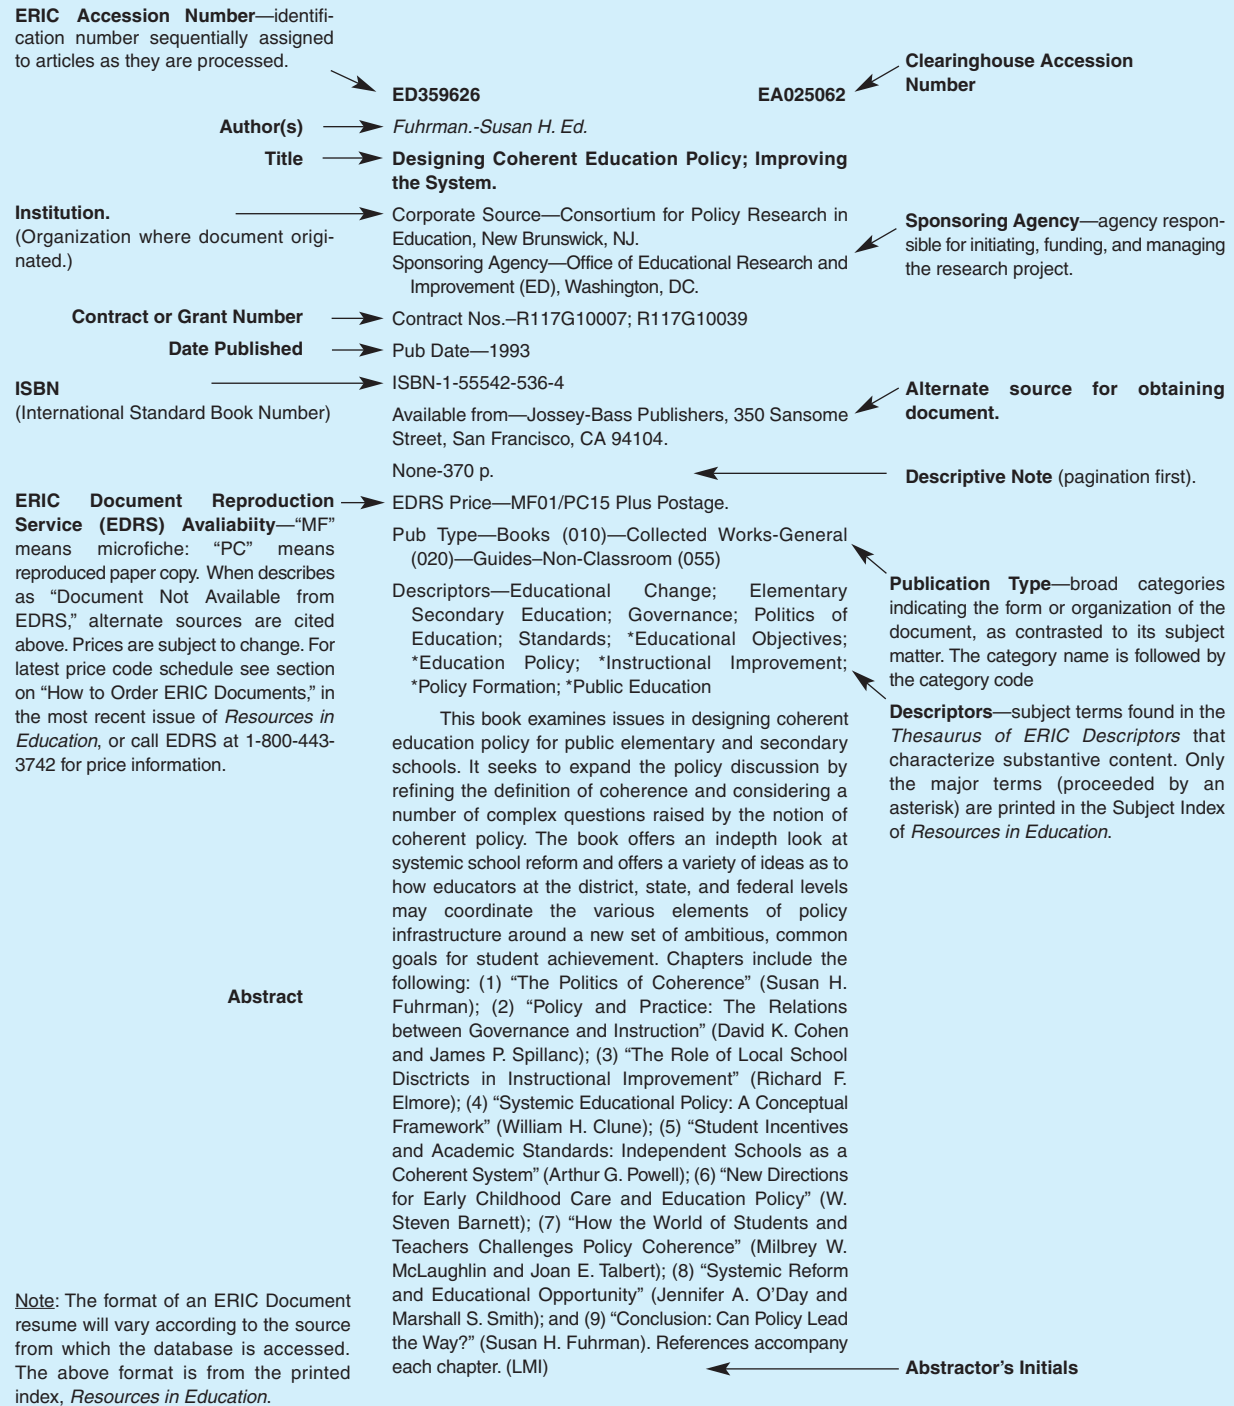 ERIC Accession Number—identifi-
cation number sequentially assigned
to articles as they are processed.
Clearinghouse Accession
Number
ED359626 EA025062
Author(s) Fuhrman.-Susan H. Ed.
Title Designing Coherent Education Policy; Improving
the System.
Institution.
(Organization where document origi-
nated.)
Corporate Source—Consortium for Policy Research in
Education, New Brunswick, NJ.
Sponsoring Agency—Office of Educational Research and
Improvement (ED), Washington, DC.
Sponsoring Agency—agency respon-
sible for initiating, funding, and managing
the research project.
Contract or Grant Number Contract Nos.–R117G10007; R117G10039
Date Published Pub Date—1993
ISBN
(International Standard Book Number)
ISBN-1-55542-536-4
Available from—Jossey-Bass Publishers, 350 Sansome
Street, San Francisco, CA 94104.
Alternate source for obtaining
document.
None-370 p.
Descriptive Note (pagination first).
ERIC Document Reproduction
Service (EDRS) Avaliabiity—“MF”
means microfiche: “PC” means
reproduced paper copy. When describes
as “Document Not Available from
EDRS,” alternate sources are cited
above. Prices are subject to change. For
latest price code schedule see section
on “How to Order ERIC Documents,” in
the most recent issue of Resources in
Education, or call EDRS at 1-800-443-
3742 for price information.
EDRS Price—MF01/PC15 Plus Postage.
Pub Type—Books (010)—Collected Works-General
(020)—Guides–Non-Classroom (055)
Descriptors—Educational Change; Elementary
Secondary Education; Governance; Politics of
Education; Standards; *Educational Objectives;
*Education Policy; *Instructional Improvement;
*Policy Formation; *Public Education
Publication Type—broad categories
indicating the form or organization of the
document, as contrasted to its subject
matter. The category name is followed by
the category code
Descriptors—subject terms found in the
Thesaurus of ERIC Descriptors that
characterize substantive content. Only
the major terms (proceeded by an
asterisk) are printed in the Subject Index
of Resources in Education.
Abstract
This book examines issues in designing coherent
education policy for public elementary and secondary
schools. It seeks to expand the policy discussion by
refining the definition of coherence and considering a
number of complex questions raised by the notion of
coherent policy. The book offers an indepth look at
systemic school reform and offers a variety of ideas as to
how educators at the district, state, and federal levels
may coordinate the various elements of policy
infrastructure around a new set of ambitious, common
goals for student achievement. Chapters include the
following: (1) “The Politics of Coherence” (Susan H.
Fuhrman); (2) “Policy and Practice: The Relations
between Governance and Instruction” (David K. Cohen
and James P. Spillanc); (3) “The Role of Local School
Disctricts in Instructional Improvement” (Richard F.
Elmore); (4) “Systemic Educational Policy: A Conceptual
Framework” (William H. Clune); (5) “Student Incentives
and Academic Standards: Independent Schools as a
Coherent System” (Arthur G. Powell); (6) “New Directions
for Early Childhood Care and Education Policy” (W.
Steven Barnett); (7) “How the World of Students and
Teachers Challenges Policy Coherence” (Milbrey W.
McLaughlin and Joan E. Talbert); (8) “Systemic Reform
and Educational Opportunity” (Jennifer A. O’Day and
Marshall S. Smith); and (9) “Conclusion: Can Policy Lead
the Way?” (Susan H. Fuhrman). References accompany
each chapter. (LMI)
Abstractor’s Initials
Note: The format of an ERIC Document
resume will vary according to the source
from which the database is accessed.
The above format is from the printed
index, Resources in Education.